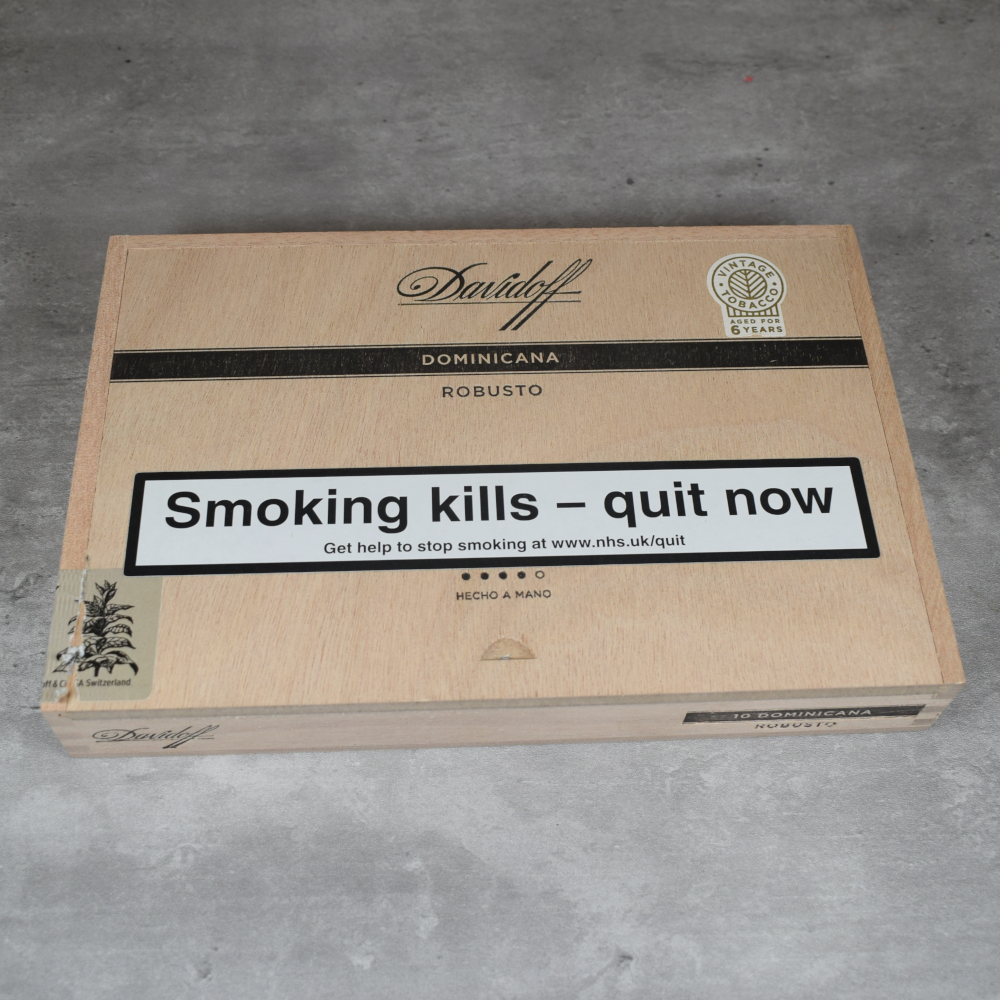 Davidoff
VINTAGE
TOBACCO
AGED FOR
6 YEARS
DOMINICANA
ROBUSTO
Smoking kills – quit now
Get help to stop smoking at www.nhs.uk/quit
HECHO A MANO
Switzerland
Davidoff
10 DOMINICANA
ROBUSTO